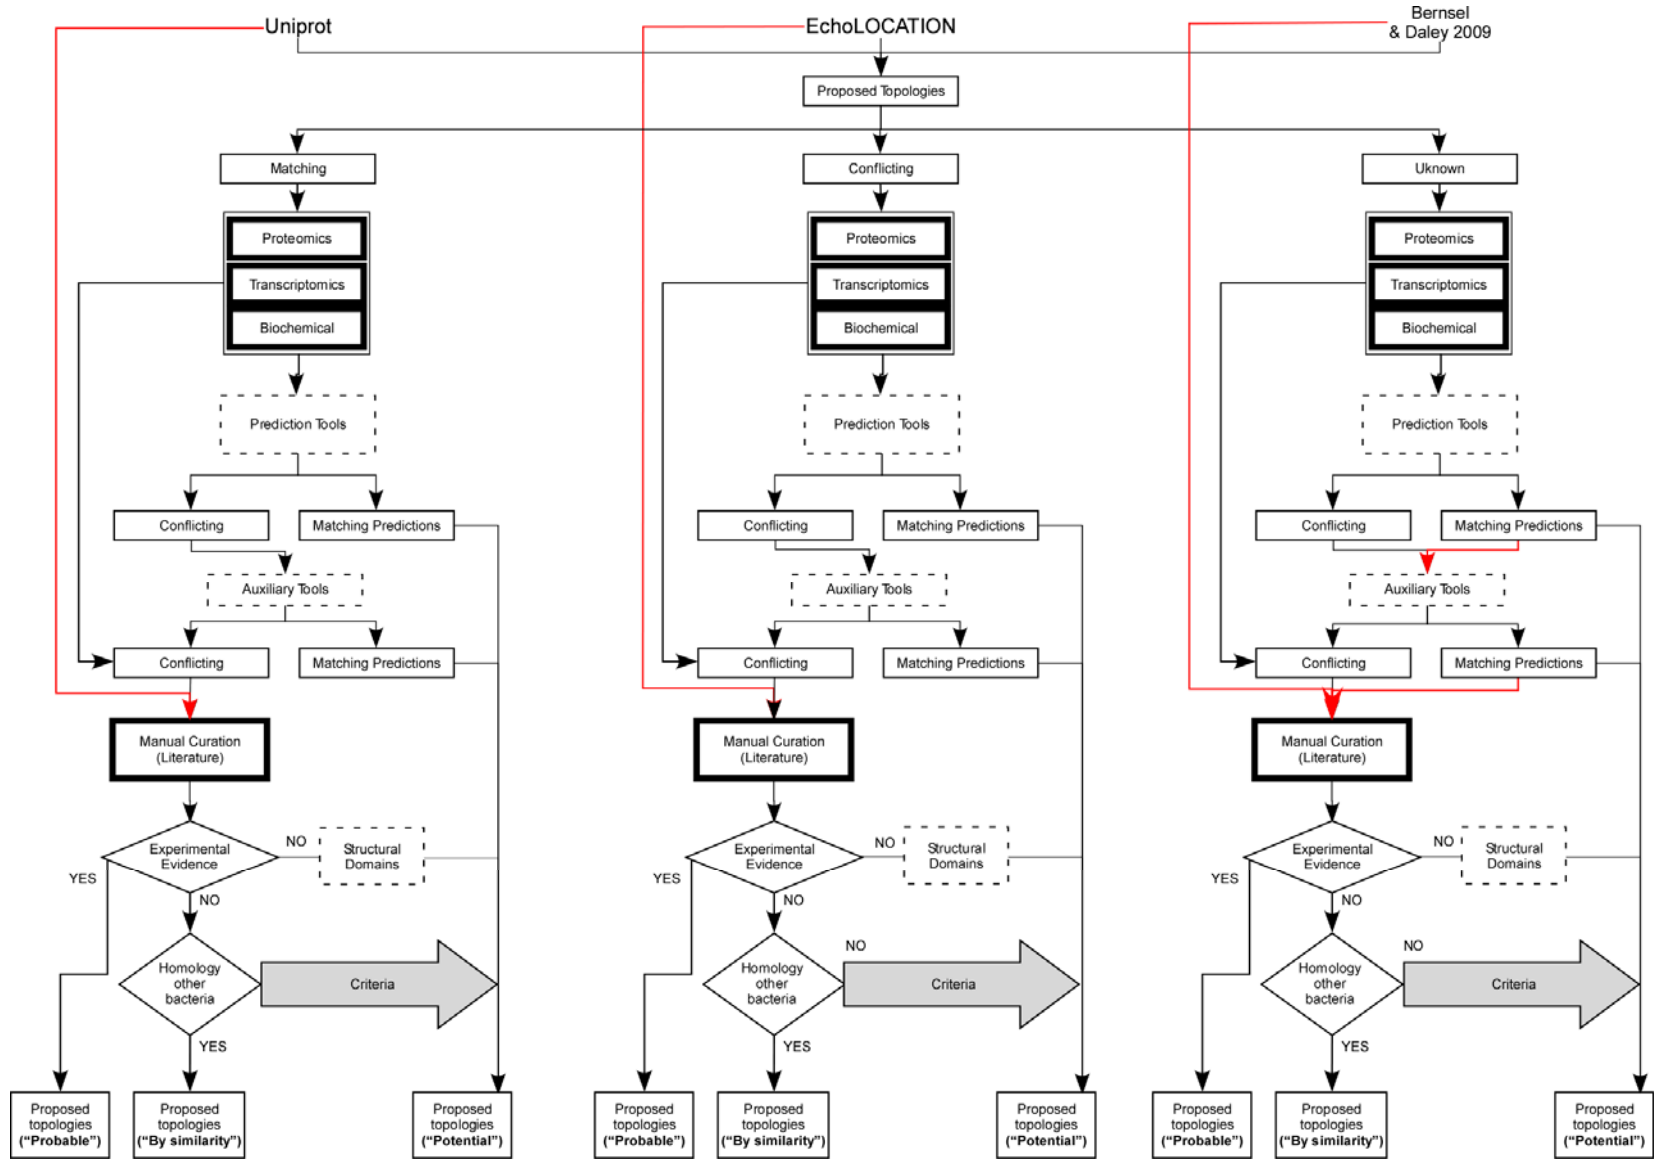 Uniprot
EchoLOCATION
Bernsel
& Daley 2009
Proposed Topologies
Matching
Conflicting
Uknown
Proteomics
Proteomics
Proteomics
Transcriptomics
Transcriptomics
Transcriptomics
Biochemical
Biochemical
Biochemical
Prediction Tools
Prediction Tools
Prediction Tools
Conflicting
Matching Predictions
Conflicting
Matching Predictions
Conflicting
Matching Predictions
Auxiliary Tools
Auxiliary Tools
Auxiliary Tools
Conflicting
Matching Predictions
Conflicting
Matching Predictions
Conflicting
Matching Predictions
Manual Curation
(Literature)
Manual Curation
(Literature)
Manual Curation
(Literature)
Experimental
Evidence
NO
Structural
Domains
YES
NO
Experimental
Evidence
NO
Structural
Domains
YES
NO
Experimental
Evidence
NO
Structural
Domains
YES
NO
Homology
other
bacteria
Criteria
YES
Homology
other
bacteria
NO
Criteria
YES
Homology
other
bacteria
NO
Criteria
YES
Proposed
topologies
("Probable")
Proposed
topologies
("By similarity")
Proposed
topologies
("Potential")
Proposed
topologies
("Probable")
Proposed
topologies
("By similarity")
Proposed
topologies
("Potential")
Proposed
topologies
("Probable")
Proposed
topologies
("By similarity")
Proposed
topologies
("Potential")